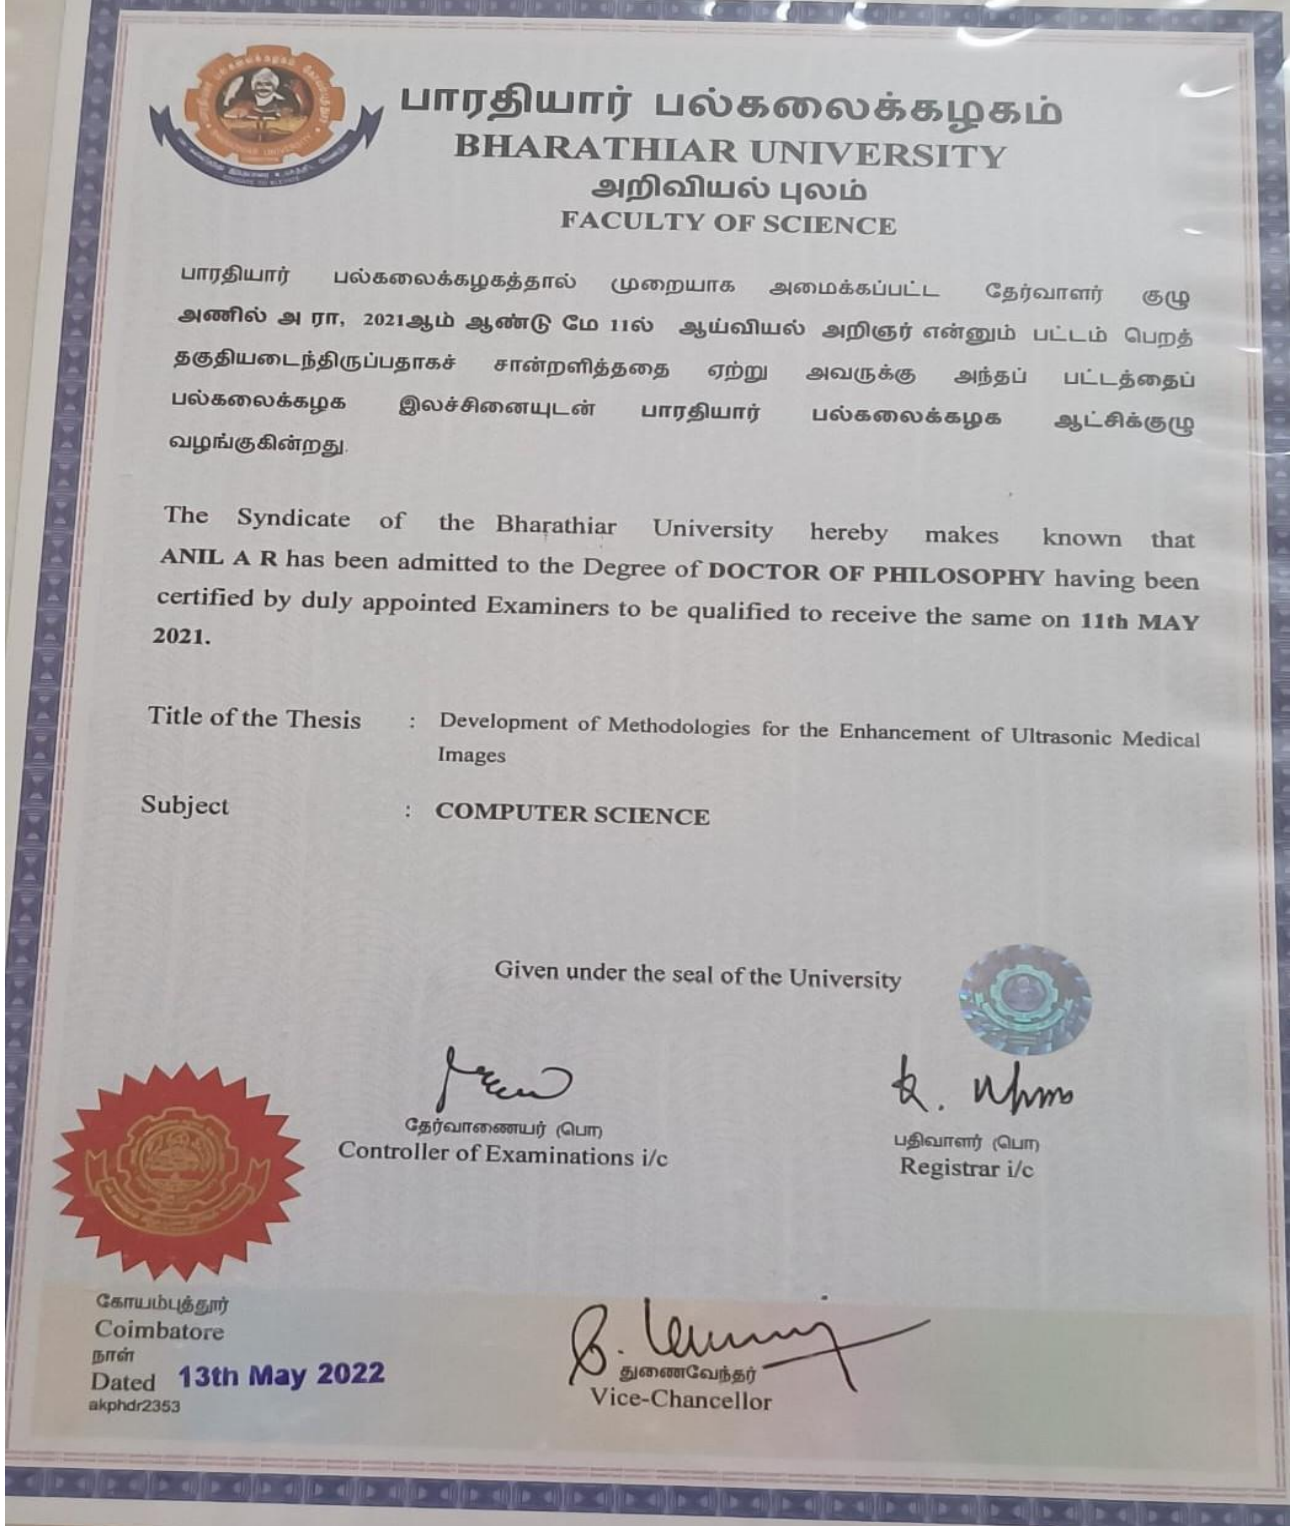 பாரதியார் பல்கலைக்கழகம்
BHARATHIAR UNIVERSITY
அறிவியல் புலம்
FACULTY OF SCIENCE
பாரதியார் பல்கலைக்கழகத்தால் முறையாக அமைக்கப்பட்ட தேர்வாளர் குழு
அணில் அ ரா, 2021ஆம் ஆண்டு மே 11ல் ஆய்வியல் அறிஞர் என்னும் பட்டம் பெறத்
தகுதியடைந்திருப்பதாகச் சான்றளித்ததை ஏற்று அவருக்கு அந்தப் பட்டத்தைப்
பல்கலைக்கழக இலச்சினையுடன் பாரதியார் பல்கலைக்கழக ஆட்சிக்குழு
வழங்குகின்றது.
The Syndicate of the Bharathiar University hereby makes known that
ANIL A R has been admitted to the Degree of DOCTOR OF PHILOSOPHY having been
certified by duly appointed Examiners to be qualified to receive the same on 11th MAY
2021.
Title of the Thesis : Development of Methodologies for the Enhancement of Ultrasonic Medical
Images
Subject : COMPUTER SCIENCE
Given under the seal of the University
தேர்வாணையர் (பொ)
Controller of Examinations i/c
பதிவாளர் (பொ)
Registrar i/c
கோயம்புத்தூர்
Coimbatore
நாள்
Dated 13th May 2022
akphdr2353
துணைவேந்தர்
Vice-Chancellor